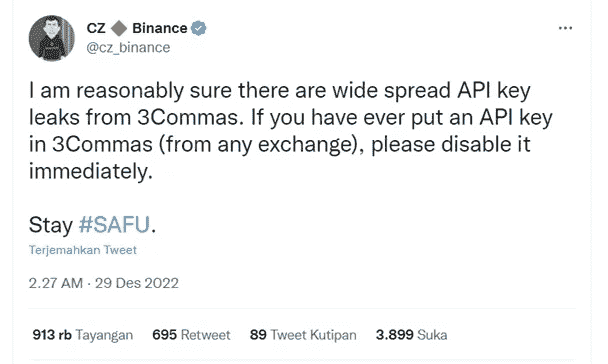 CZ 🔶 Binance
@cz_binance
I am reasonably sure there are wide spread API key
leaks from 3Commas. If you have ever put an API key
in 3Commas (from any exchange), please disable it
immediately.
Stay #SAFU.
Terjemahkan Tweet
2.27 AM · 29 Des 2022
913 rb Tayangan 695 Retweet 89 Tweet Kutipan 3.899 Suka